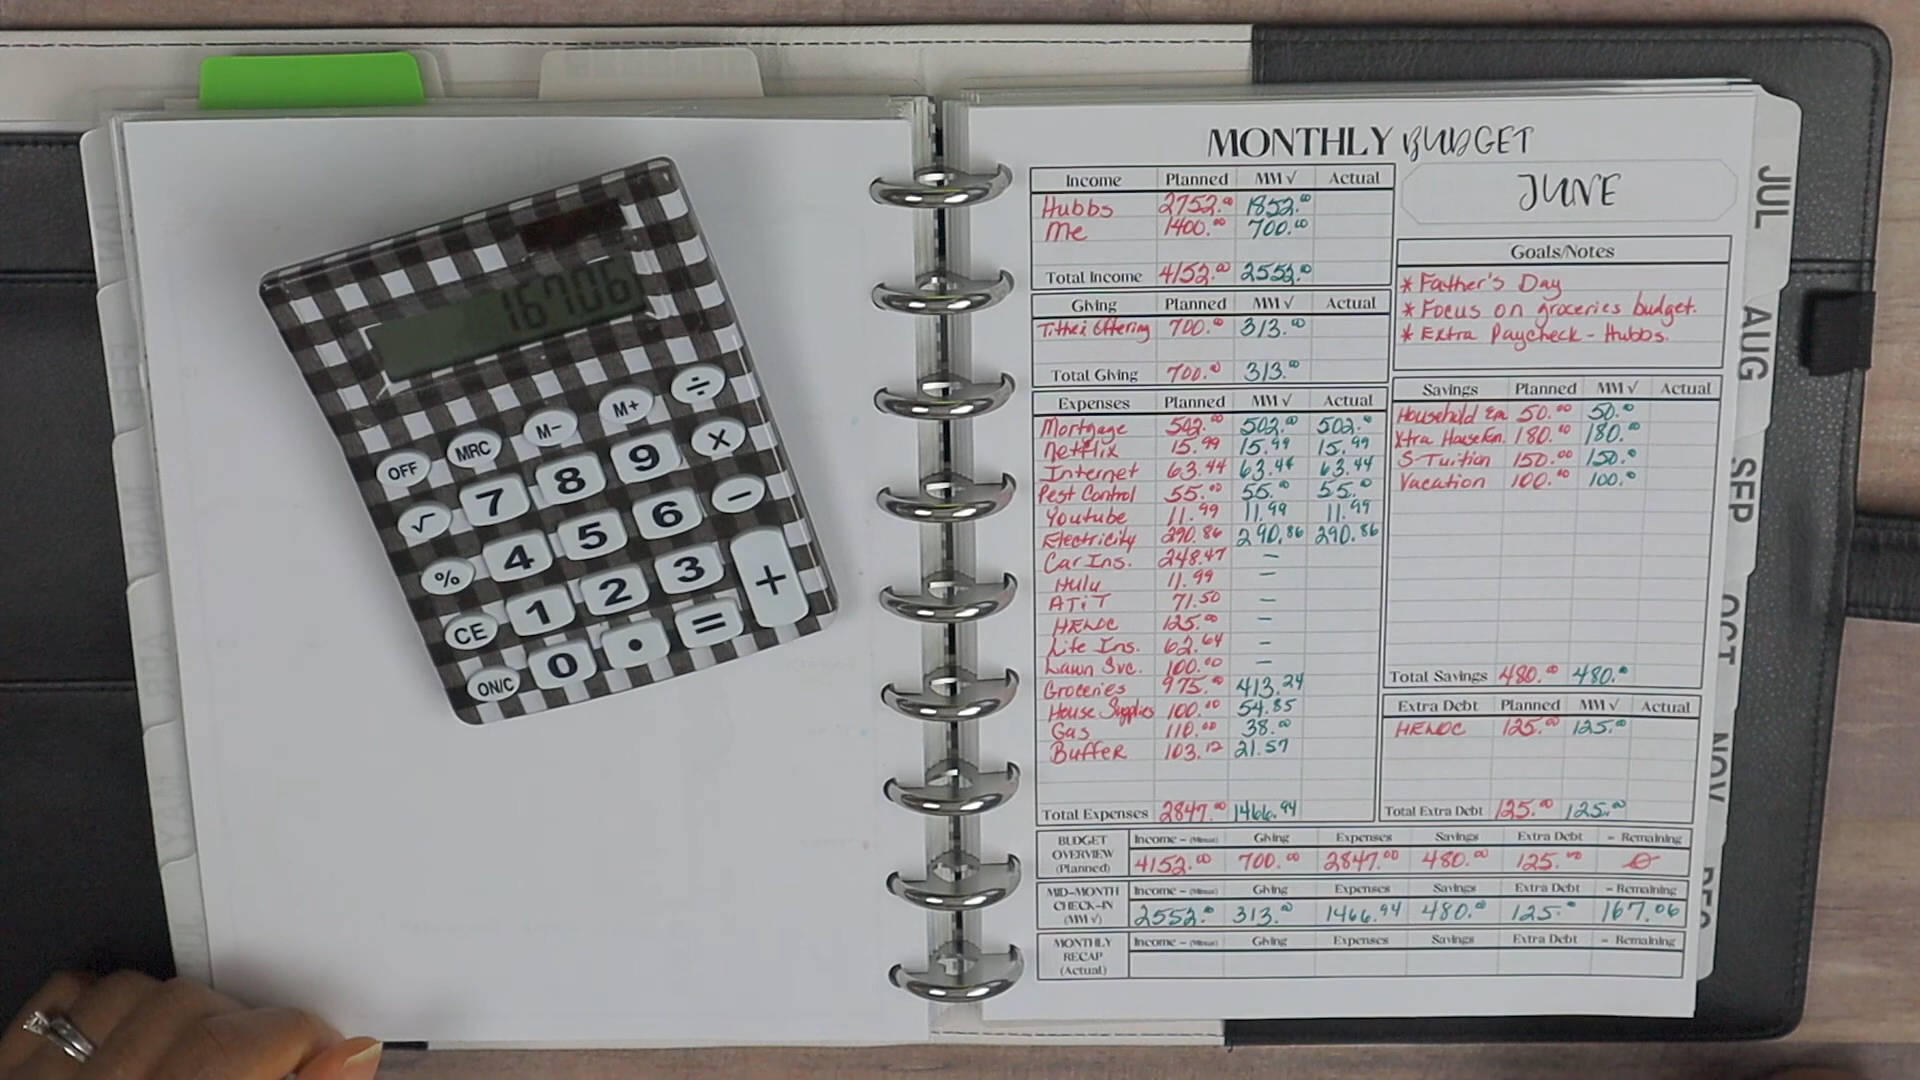 167.06
OFF MRC M- M+ ÷
√ 7 8 9 ×
% 4 5 6 −
CE 1 2 3 +
ON/C 0 . =
MONTHLY BUDGET
JUNE
Income Planned MM√ Actual
Hubbs 2752.00 1852.00
Me 1400.00 700.00
Total Income 4152.00 2552.00
Giving Planned MM√ Actual
Tithe & Offering 700.00 313.00
Total Giving 700.00 313.00
Expenses Planned MM√ Actual
Mortgage 502.00 502.00 502.00
Netflix 15.99 15.99 15.99
Internet 63.44 63.44 63.44
Pest Control 55.00 55.00 55.00
Youtube 11.99 11.99 11.99
Electricity 290.86 290.86 290.86
Car Ins. 248.47 —
Hulu 11.99 —
AT&T 71.50 —
HELOC 125.00 —
Life Ins. 62.64 —
Lawn Svc. 100.00 —
Groceries 975.00 413.24
House Supplies 100.00 54.85
Gas 110.00 38.00
Buffer 103.12 21.57
Total Expenses 2847.00 1466.94
Goals/Notes
* Father's Day
* Focus on groceries budget.
* Extra Paycheck - Hubbs.
Savings Planned MM√ Actual
Household Em 50.00 50.00
Xtra House Em. 180.00 180.00
S-Tuition 150.00 150.00
Vacation 100.00 100.00
Total Savings 480.00 480.00
Extra Debt Planned MM√ Actual
HELOC 125.00 125.00
Total Extra Debt 125.00 125.00
BUDGET OVERVIEW (Planned) Income - (Minus) Giving Expenses Savings Extra Debt = Remaining
4152.00 700.00 2847.00 480.00 125.00 0
MID-MONTH CHECK-IN (MM√) Income - (Minus) Giving Expenses Savings Extra Debt = Remaining
2552.00 313.00 1466.94 480.00 125.00 167.06
MONTHLY RECAP (Actual) Income - (Minus) Giving Expenses Savings Extra Debt = Remaining
JUL
AUG
SEP
OCT
NOV
DEC